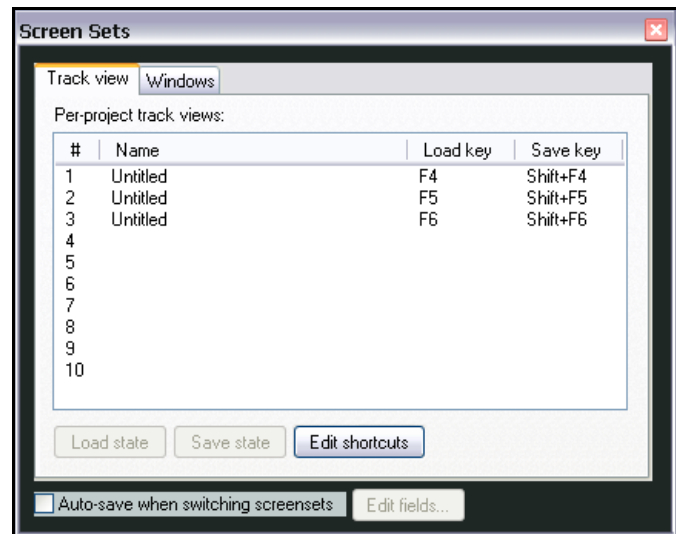 Screen Sets
Track view Windows
Per-project track views:
# Name Load key Save key
1 Untitled F4 Shift+F4
2 Untitled F5 Shift+F5
3 Untitled F6 Shift+F6
4
5
6
7
8
9
10
Load state Save state Edit shortcuts
Auto-save when switching screensets Edit fields...